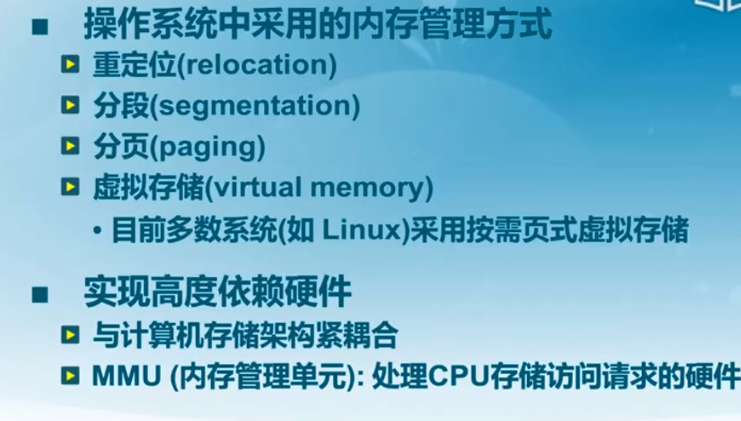 操作系统中采用的内存管理方式
重定位(relocation)
分段(segmentation)
分页(paging)
虚拟存储(virtual memory)
• 目前多数系统(如 Linux)采用按需页式虚拟存储
实现高度依赖硬件
与计算机存储架构紧耦合
MMU (内存管理单元): 处理CPU存储访问请求的硬件